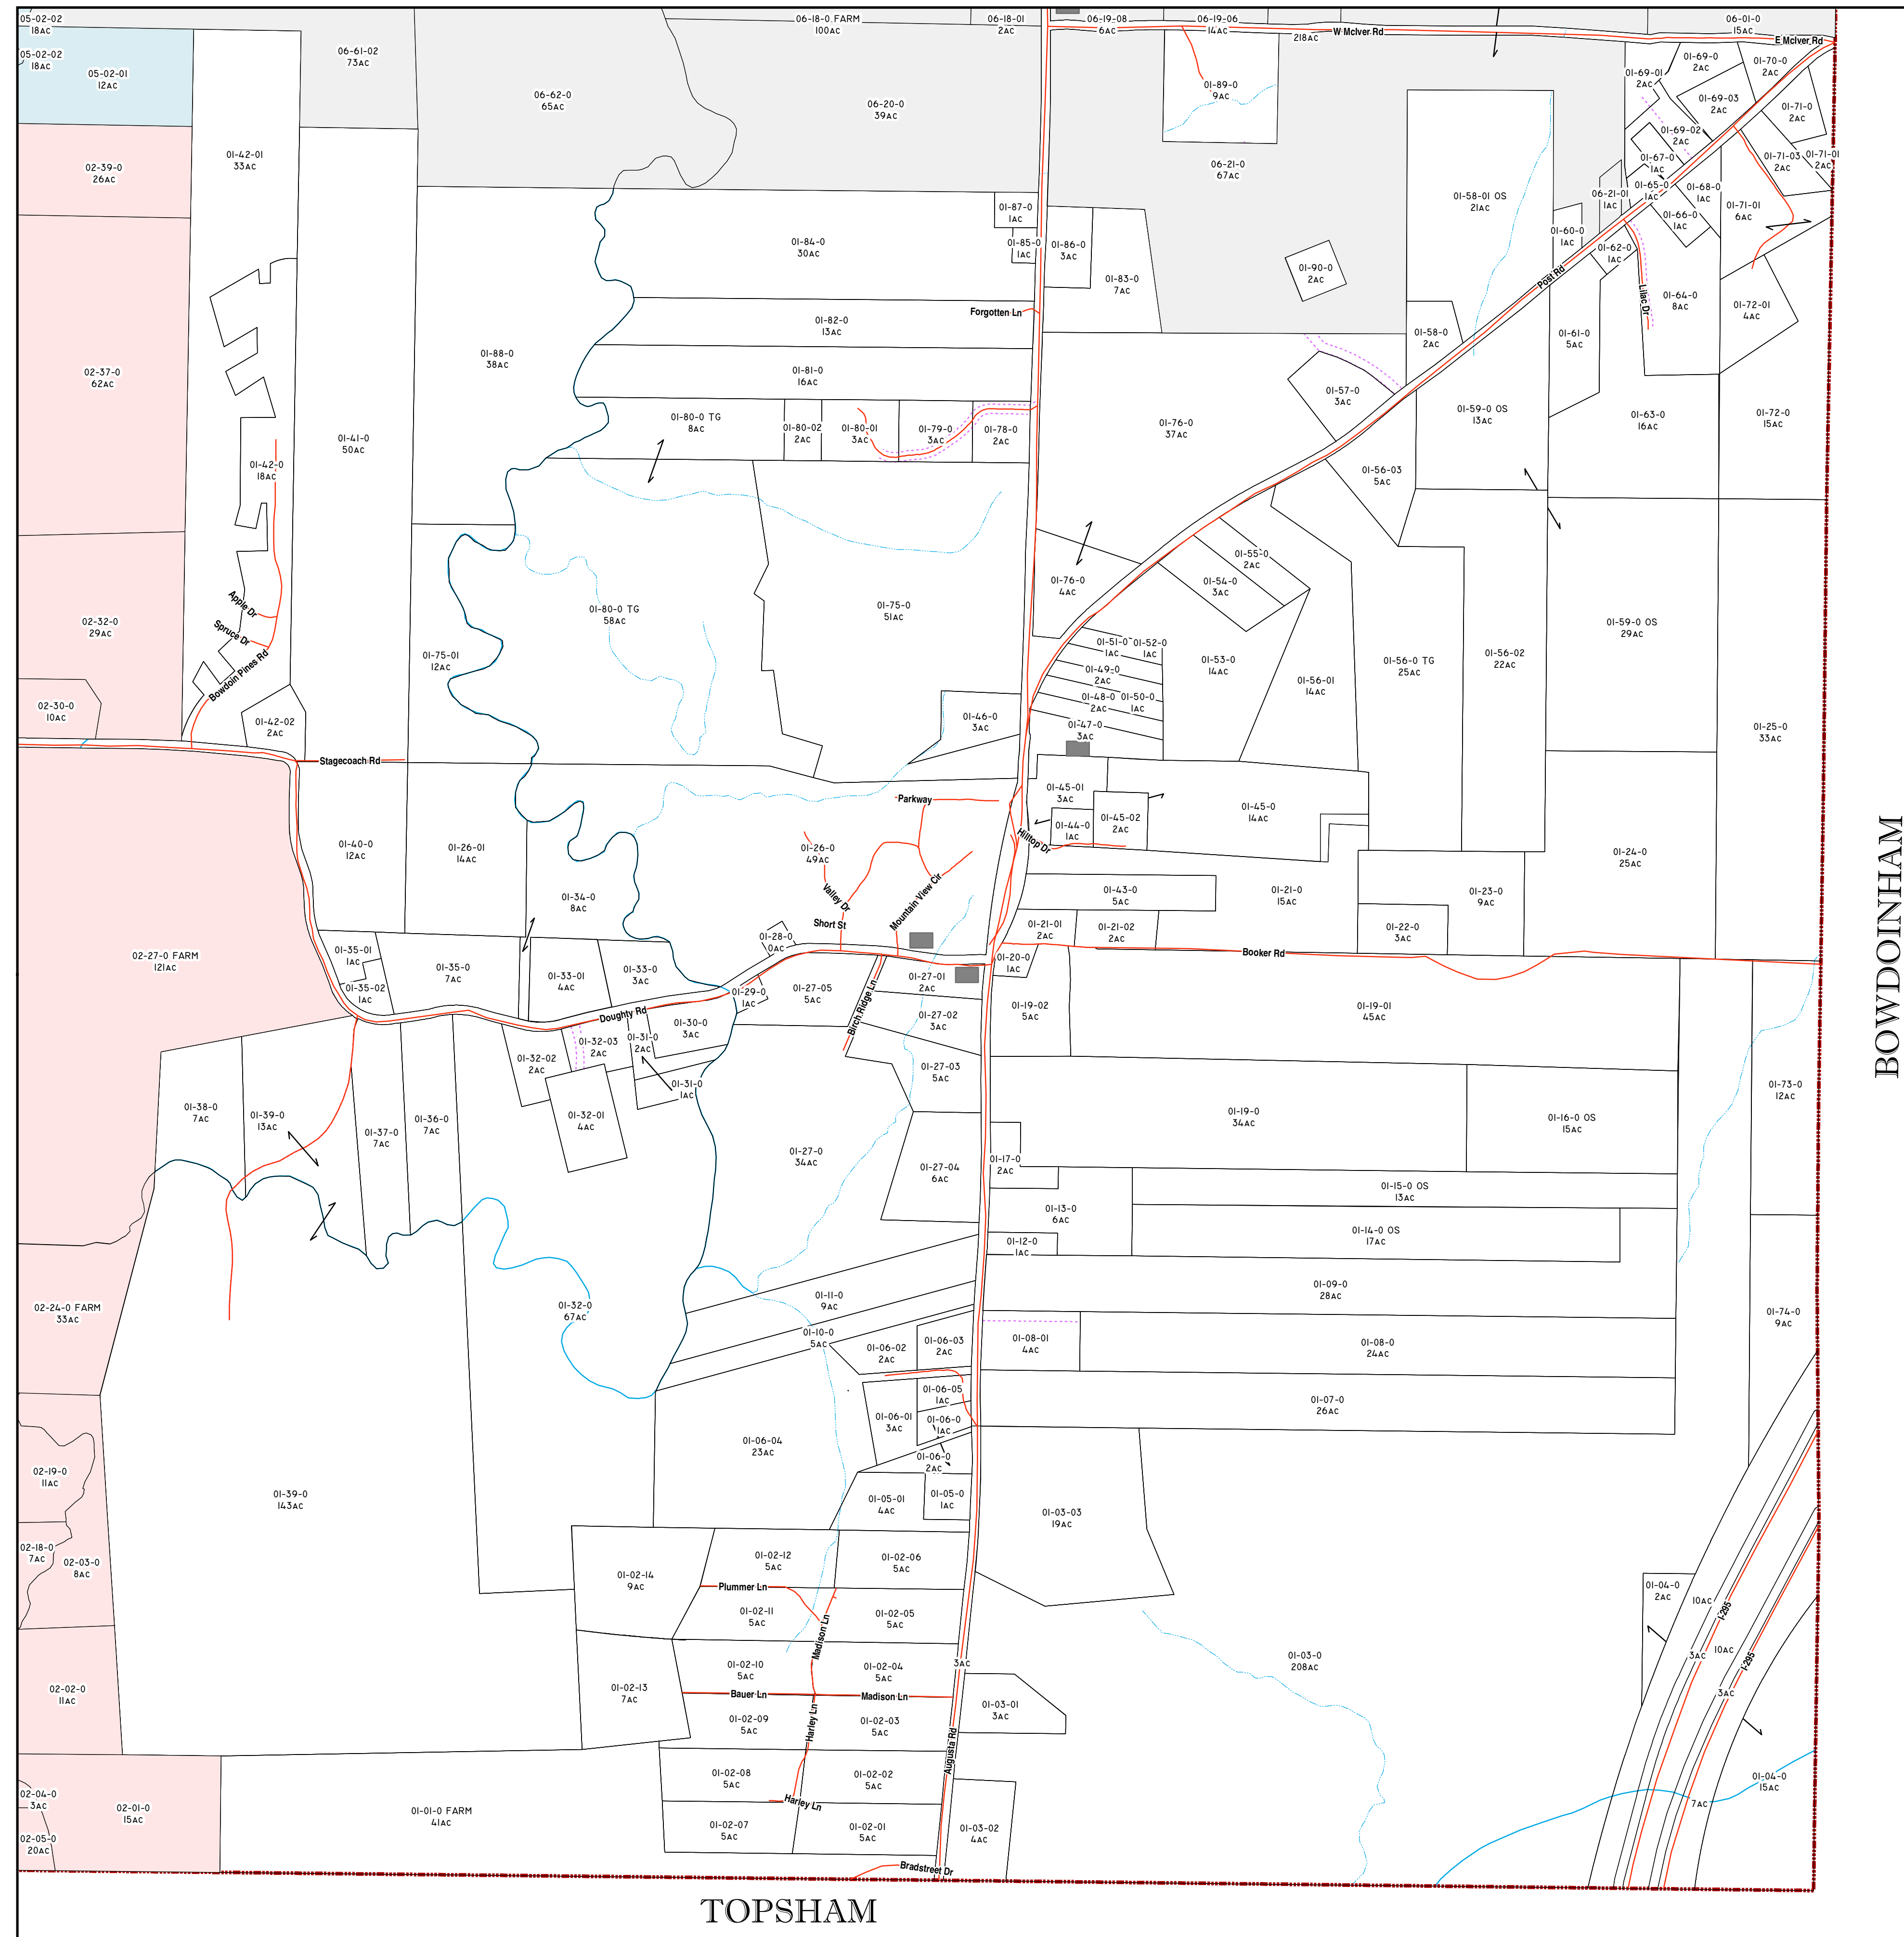 05-02-02
18AC
05-02-02
18AC
05-02-01
12AC
06-61-02
73AC
06-62-0
65AC
06-18-0 FARM
100AC
06-18-01
2AC
06-19-08
6AC
06-19-06
14AC
218AC
W McIver Rd
06-01-0
15AC
E McIver Rd
06-20-0
39AC
01-89-0
9AC
01-69-01
2AC
01-69-0
2AC
01-70-0
2AC
01-69-03
2AC
01-71-0
2AC
01-69-02
2AC
01-67-0
1AC
01-71-03
2AC
01-71-01
2AC
02-39-0
26AC
01-42-01
33AC
06-21-0
67AC
01-58-01 OS
21AC
06-21-01
1AC
01-65-0
1AC
01-68-0
1AC
01-66-0
1AC
01-71-01
6AC
01-87-0
1AC
01-85-0
1AC
01-86-0
3AC
01-84-0
30AC
01-60-0
1AC
01-62-0
1AC
01-83-0
7AC
01-90-0
2AC
Post Rd
Lilac Dr
01-64-0
8AC
01-72-01
4AC
Forgotten Ln
01-82-0
13AC
01-58-0
2AC
01-61-0
5AC
02-37-0
62AC
01-88-0
38AC
01-81-0
16AC
01-57-0
3AC
01-59-0 OS
13AC
01-63-0
16AC
01-72-0
15AC
01-80-0 TG
8AC
01-80-02
2AC
01-80-01
3AC
01-79-0
3AC
01-78-0
2AC
01-76-0
37AC
01-41-0
50AC
01-42-0
18AC
01-56-03
5AC
01-55-0
2AC
01-54-0
3AC
01-76-0
4AC
02-32-0
29AC
Apple Dr
Spruce Dr
Bowdoin Pines Rd
01-80-0 TG
58AC
01-75-0
51AC
01-59-0 OS
29AC
01-51-0
1AC
01-52-0
1AC
01-49-0
2AC
01-48-0
2AC
01-50-0
1AC
01-47-0
3AC
01-53-0
14AC
01-56-01
14AC
01-56-0 TG
25AC
01-56-02
22AC
01-75-01
12AC
02-30-0
10AC
01-42-02
2AC
01-46-0
3AC
01-25-0
33AC
Stagecoach Rd
Parkway
01-45-01
3AC
01-45-02
2AC
01-44-0
1AC
01-45-0
14AC
Hilltop Dr
01-40-0
12AC
01-26-01
14AC
01-26-0
49AC
01-24-0
25AC
BOWDOINHAM
01-34-0
8AC
Valley Dr
Mountain View Cir
Short St
01-43-0
5AC
01-21-0
15AC
01-23-0
9AC
01-22-0
3AC
01-21-01
2AC
01-21-02
2AC
01-28-0
0AC
02-27-0 FARM
121AC
01-35-01
1AC
01-35-0
7AC
01-33-01
4AC
01-33-0
3AC
01-35-02
1AC
01-29-0
1AC
01-27-05
5AC
01-27-01
2AC
01-20-0
1AC
Booker Rd
Doughty Rd
Birch Ridge Ln
01-27-02
3AC
01-19-02
5AC
01-19-01
45AC
01-30-0
3AC
01-32-02
2AC
01-32-03
2AC
01-31-0
2AC
01-31-0
1AC
01-27-03
5AC
01-73-0
12AC
01-38-0
7AC
01-39-0
13AC
01-37-0
7AC
01-36-0
7AC
01-32-01
4AC
01-27-0
34AC
01-19-0
34AC
01-16-0 OS
15AC
01-27-04
6AC
01-17-0
2AC
01-15-0 OS
13AC
01-13-0
6AC
01-14-0 OS
17AC
01-12-0
1AC
02-24-0 FARM
33AC
01-32-0
67AC
01-11-0
9AC
01-09-0
28AC
01-10-0
5AC
01-06-02
2AC
01-06-03
2AC
01-08-01
4AC
01-08-0
24AC
01-74-0
9AC
01-06-05
1AC
01-06-01
3AC
01-06-0
1AC
01-07-0
26AC
01-06-04
23AC
01-06-0
2AC
02-19-0
11AC
01-39-0
143AC
01-05-01
4AC
01-05-0
1AC
01-03-03
19AC
02-18-0
7AC
02-03-0
8AC
01-02-14
9AC
01-02-12
5AC
01-02-06
5AC
Plummer Ln
01-02-11
5AC
01-02-05
5AC
Madison Ln
01-04-0
2AC
10AC
I-295
01-03-0
208AC
01-02-10
5AC
01-02-04
5AC
3AC
3AC
10AC
I-295
02-02-0
11AC
01-02-13
7AC
Bauer Ln
Madison Ln
3AC
01-03-01
3AC
01-02-09
5AC
Harley Ln
01-02-03
5AC
Augusta Rd
01-02-08
5AC
01-02-02
5AC
01-04-0
15AC
7AC
02-04-0
3AC
02-01-0
15AC
01-01-0 FARM
41AC
Harley Ln
02-05-0
20AC
01-02-07
5AC
01-02-01
5AC
01-03-02
4AC
Bradstreet Dr
TOPSHAM